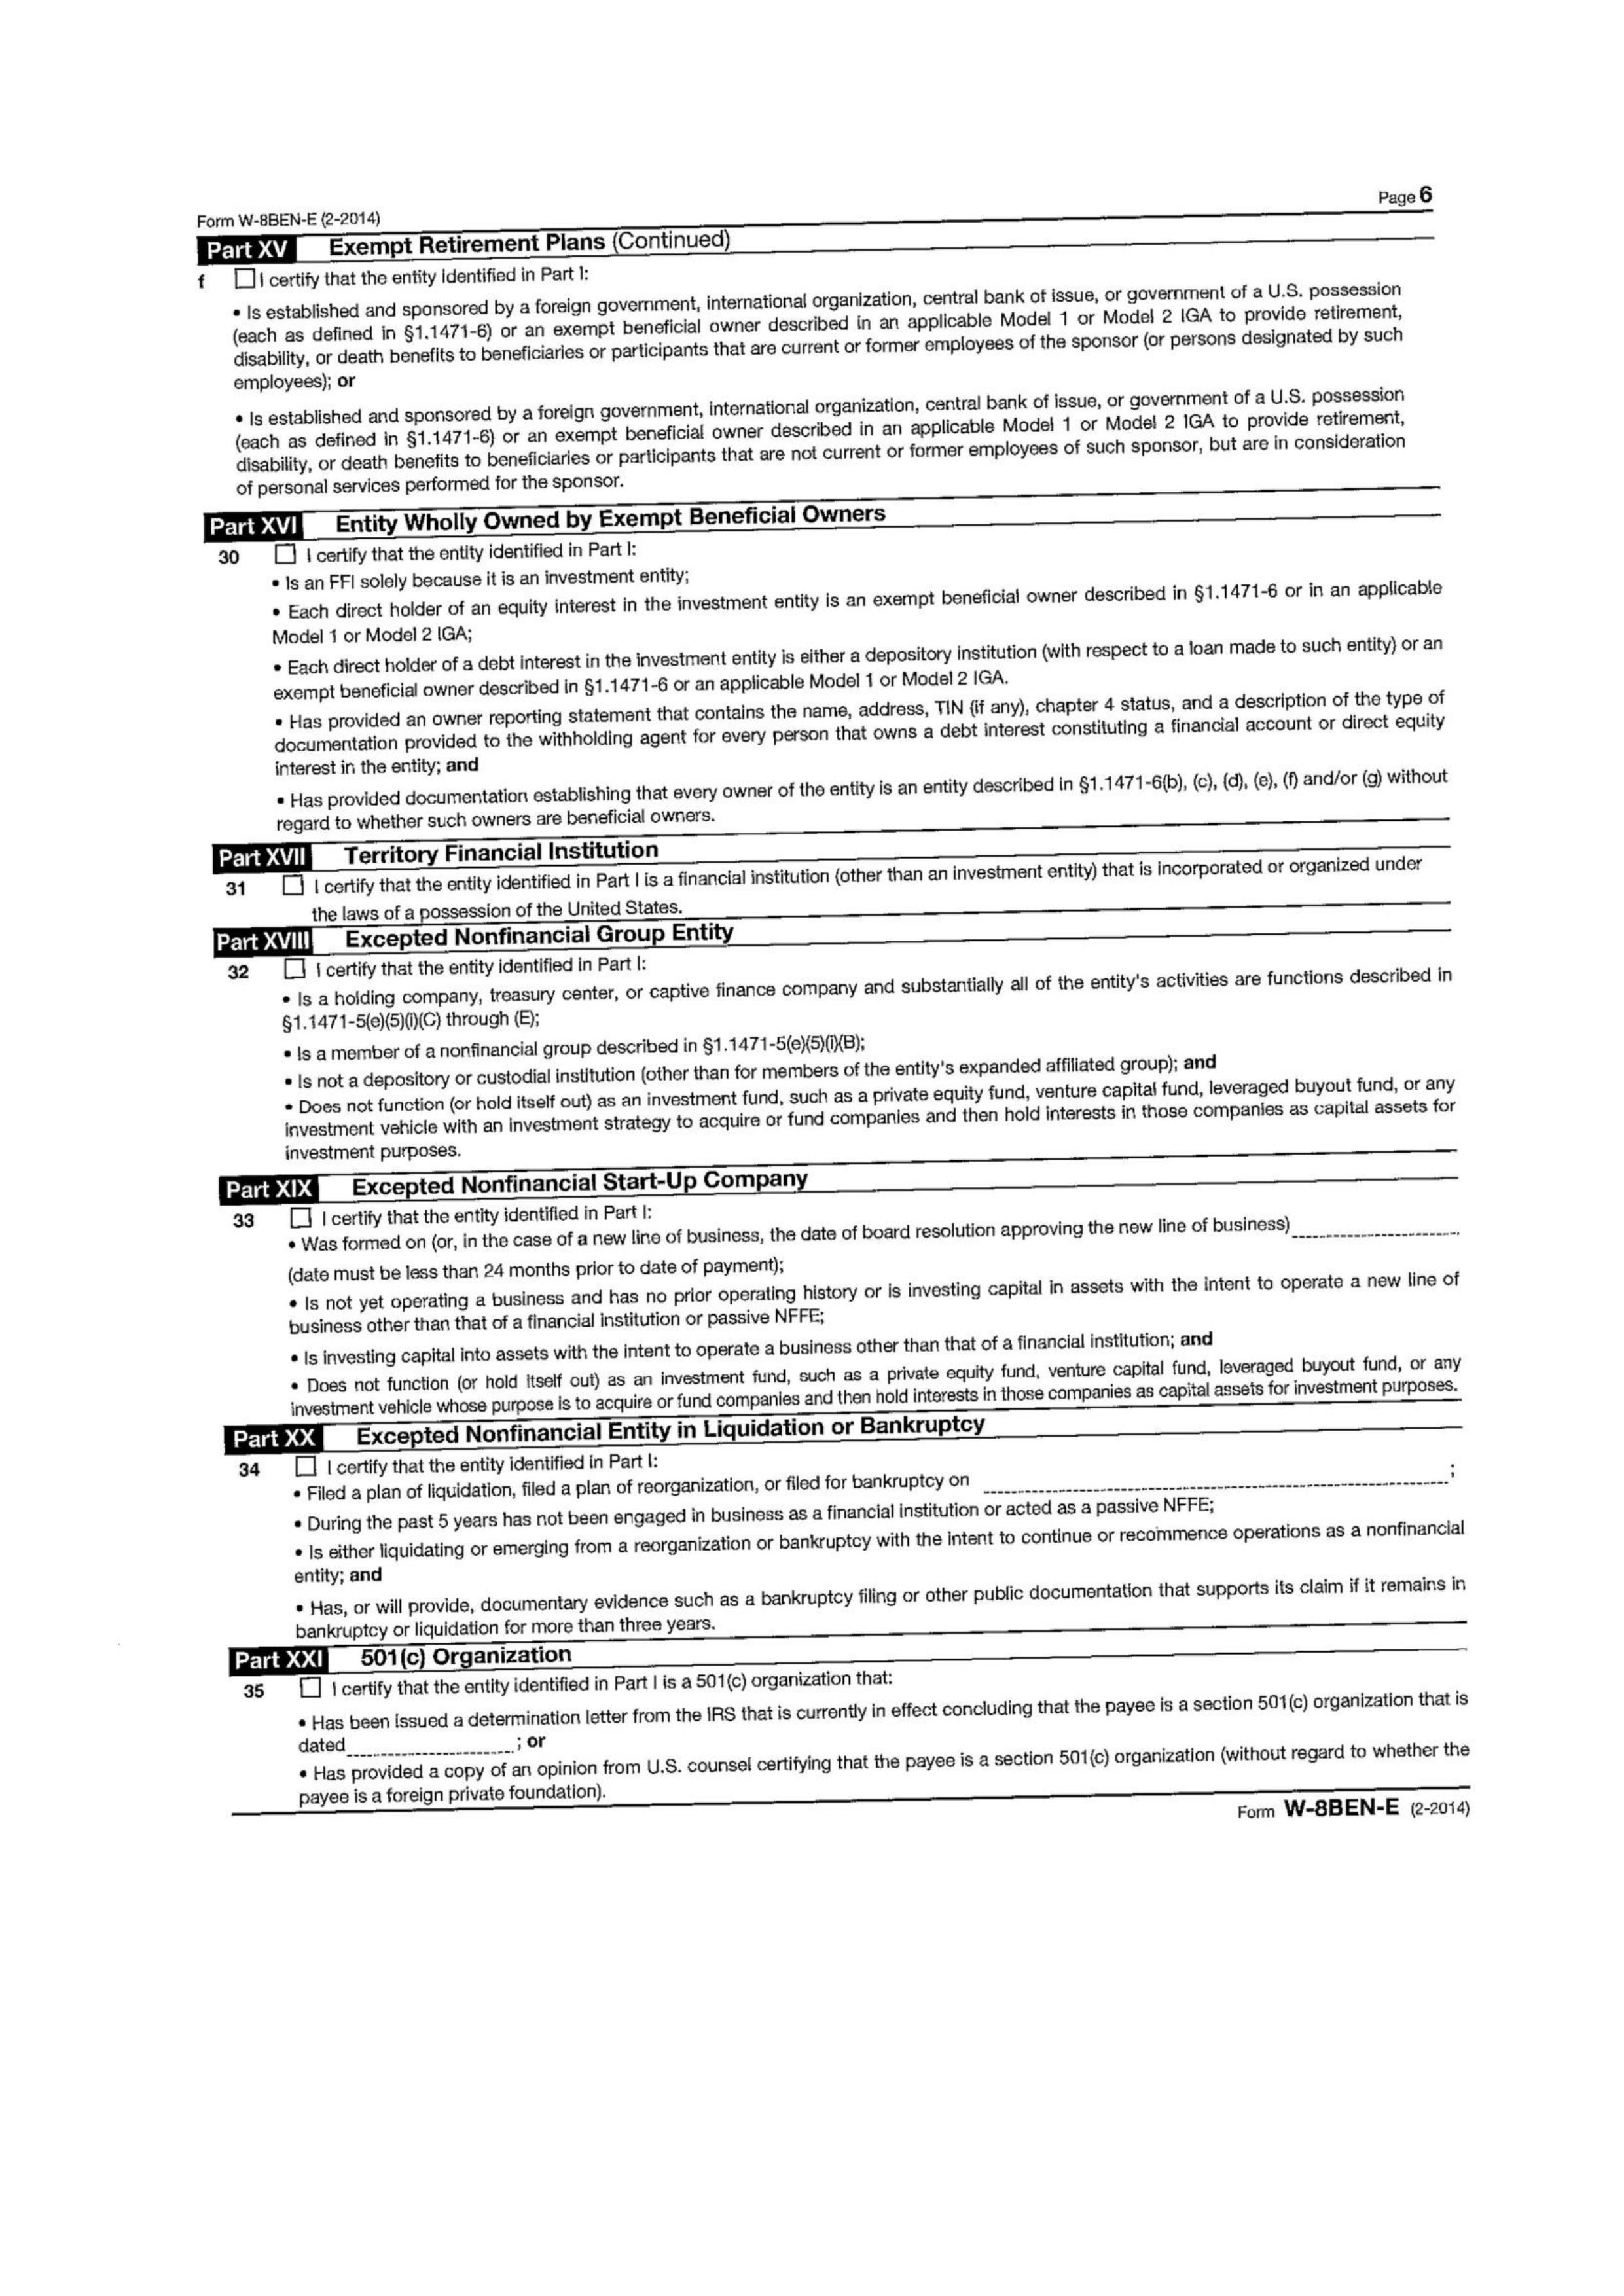 Form W-8BEN-E (2-2014)
Page 6
Part XV Exempt Retirement Plans (Continued)
f I certify that the entity identified in Part I:
• Is established and sponsored by a foreign government, international organization, central bank of issue, or government of a U.S. possession
(each as defined in §1.1471-6) or an exempt beneficial owner described in an applicable Model 1 or Model 2 IGA to provide retirement,
disability, or death benefits to beneficiaries or participants that are current or former employees of the sponsor (or persons designated by such
employees); or
• Is established and sponsored by a foreign government, international organization, central bank of issue, or government of a U.S. possession
(each as defined in §1.1471-6) or an exempt beneficial owner described in an applicable Model 1 or Model 2 IGA to provide retirement,
disability, or death benefits to beneficiaries or participants that are not current or former employees of such sponsor, but are in consideration
of personal services performed for the sponsor.
Part XVI Entity Wholly Owned by Exempt Beneficial Owners
30 I certify that the entity identified in Part I:
• Is an FFI solely because it is an investment entity;
• Each direct holder of an equity interest in the investment entity is an exempt beneficial owner described in §1.1471-6 or in an applicable
Model 1 or Model 2 IGA;
• Each direct holder of a debt interest in the investment entity is either a depository institution (with respect to a loan made to such entity) or an
exempt beneficial owner described in §1.1471-6 or an applicable Model 1 or Model 2 IGA.
• Has provided an owner reporting statement that contains the name, address, TIN (if any), chapter 4 status, and a description of the type of
documentation provided to the withholding agent for every person that owns a debt interest constituting a financial account or direct equity
interest in the entity; and
• Has provided documentation establishing that every owner of the entity is an entity described in §1.1471-6(b), (c), (d), (e), (f) and/or (g) without
regard to whether such owners are beneficial owners.
Part XVII Territory Financial Institution
31 I certify that the entity identified in Part I is a financial institution (other than an investment entity) that is incorporated or organized under
the laws of a possession of the United States.
Part XVIII Excepted Nonfinancial Group Entity
32 I certify that the entity identified in Part I:
• Is a holding company, treasury center, or captive finance company and substantially all of the entity's activities are functions described in
§1.1471-5(e)(5)(i)(C) through (E);
• Is a member of a nonfinancial group described in §1.1471-5(e)(5)(i)(B);
• Is not a depository or custodial institution (other than for members of the entity's expanded affiliated group); and
• Does not function (or hold itself out) as an investment fund, such as a private equity fund, venture capital fund, leveraged buyout fund, or any
investment vehicle with an investment strategy to acquire or fund companies and then hold interests in those companies as capital assets for
investment purposes.
Part XIX Excepted Nonfinancial Start-Up Company
33 I certify that the entity identified in Part I:
• Was formed on (or, in the case of a new line of business, the date of board resolution approving the new line of business)
(date must be less than 24 months prior to date of payment);
• Is not yet operating a business and has no prior operating history or is investing capital in assets with the intent to operate a new line of
business other than that of a financial institution or passive NFFE;
• Is investing capital into assets with the intent to operate a business other than that of a financial institution; and
• Does not function (or hold itself out) as an investment fund, such as a private equity fund, venture capital fund, leveraged buyout fund, or any
investment vehicle whose purpose is to acquire or fund companies and then hold interests in those companies as capital assets for investment purposes.
Part XX Excepted Nonfinancial Entity in Liquidation or Bankruptcy
34 I certify that the entity identified in Part I:
• Filed a plan of liquidation, filed a plan of reorganization, or filed for bankruptcy on ;
• During the past 5 years has not been engaged in business as a financial institution or acted as a passive NFFE;
• Is either liquidating or emerging from a reorganization or bankruptcy with the intent to continue or recommence operations as a nonfinancial
entity; and
• Has, or will provide, documentary evidence such as a bankruptcy filing or other public documentation that supports its claim if it remains in
bankruptcy or liquidation for more than three years.
Part XXI 501(c) Organization
35 I certify that the entity identified in Part I is a 501(c) organization that:
• Has been issued a determination letter from the IRS that is currently in effect concluding that the payee is a section 501(c) organization that is
dated ; or
• Has provided a copy of an opinion from U.S. counsel certifying that the payee is a section 501(c) organization (without regard to whether the
payee is a foreign private foundation).
Form W-8BEN-E (2-2014)